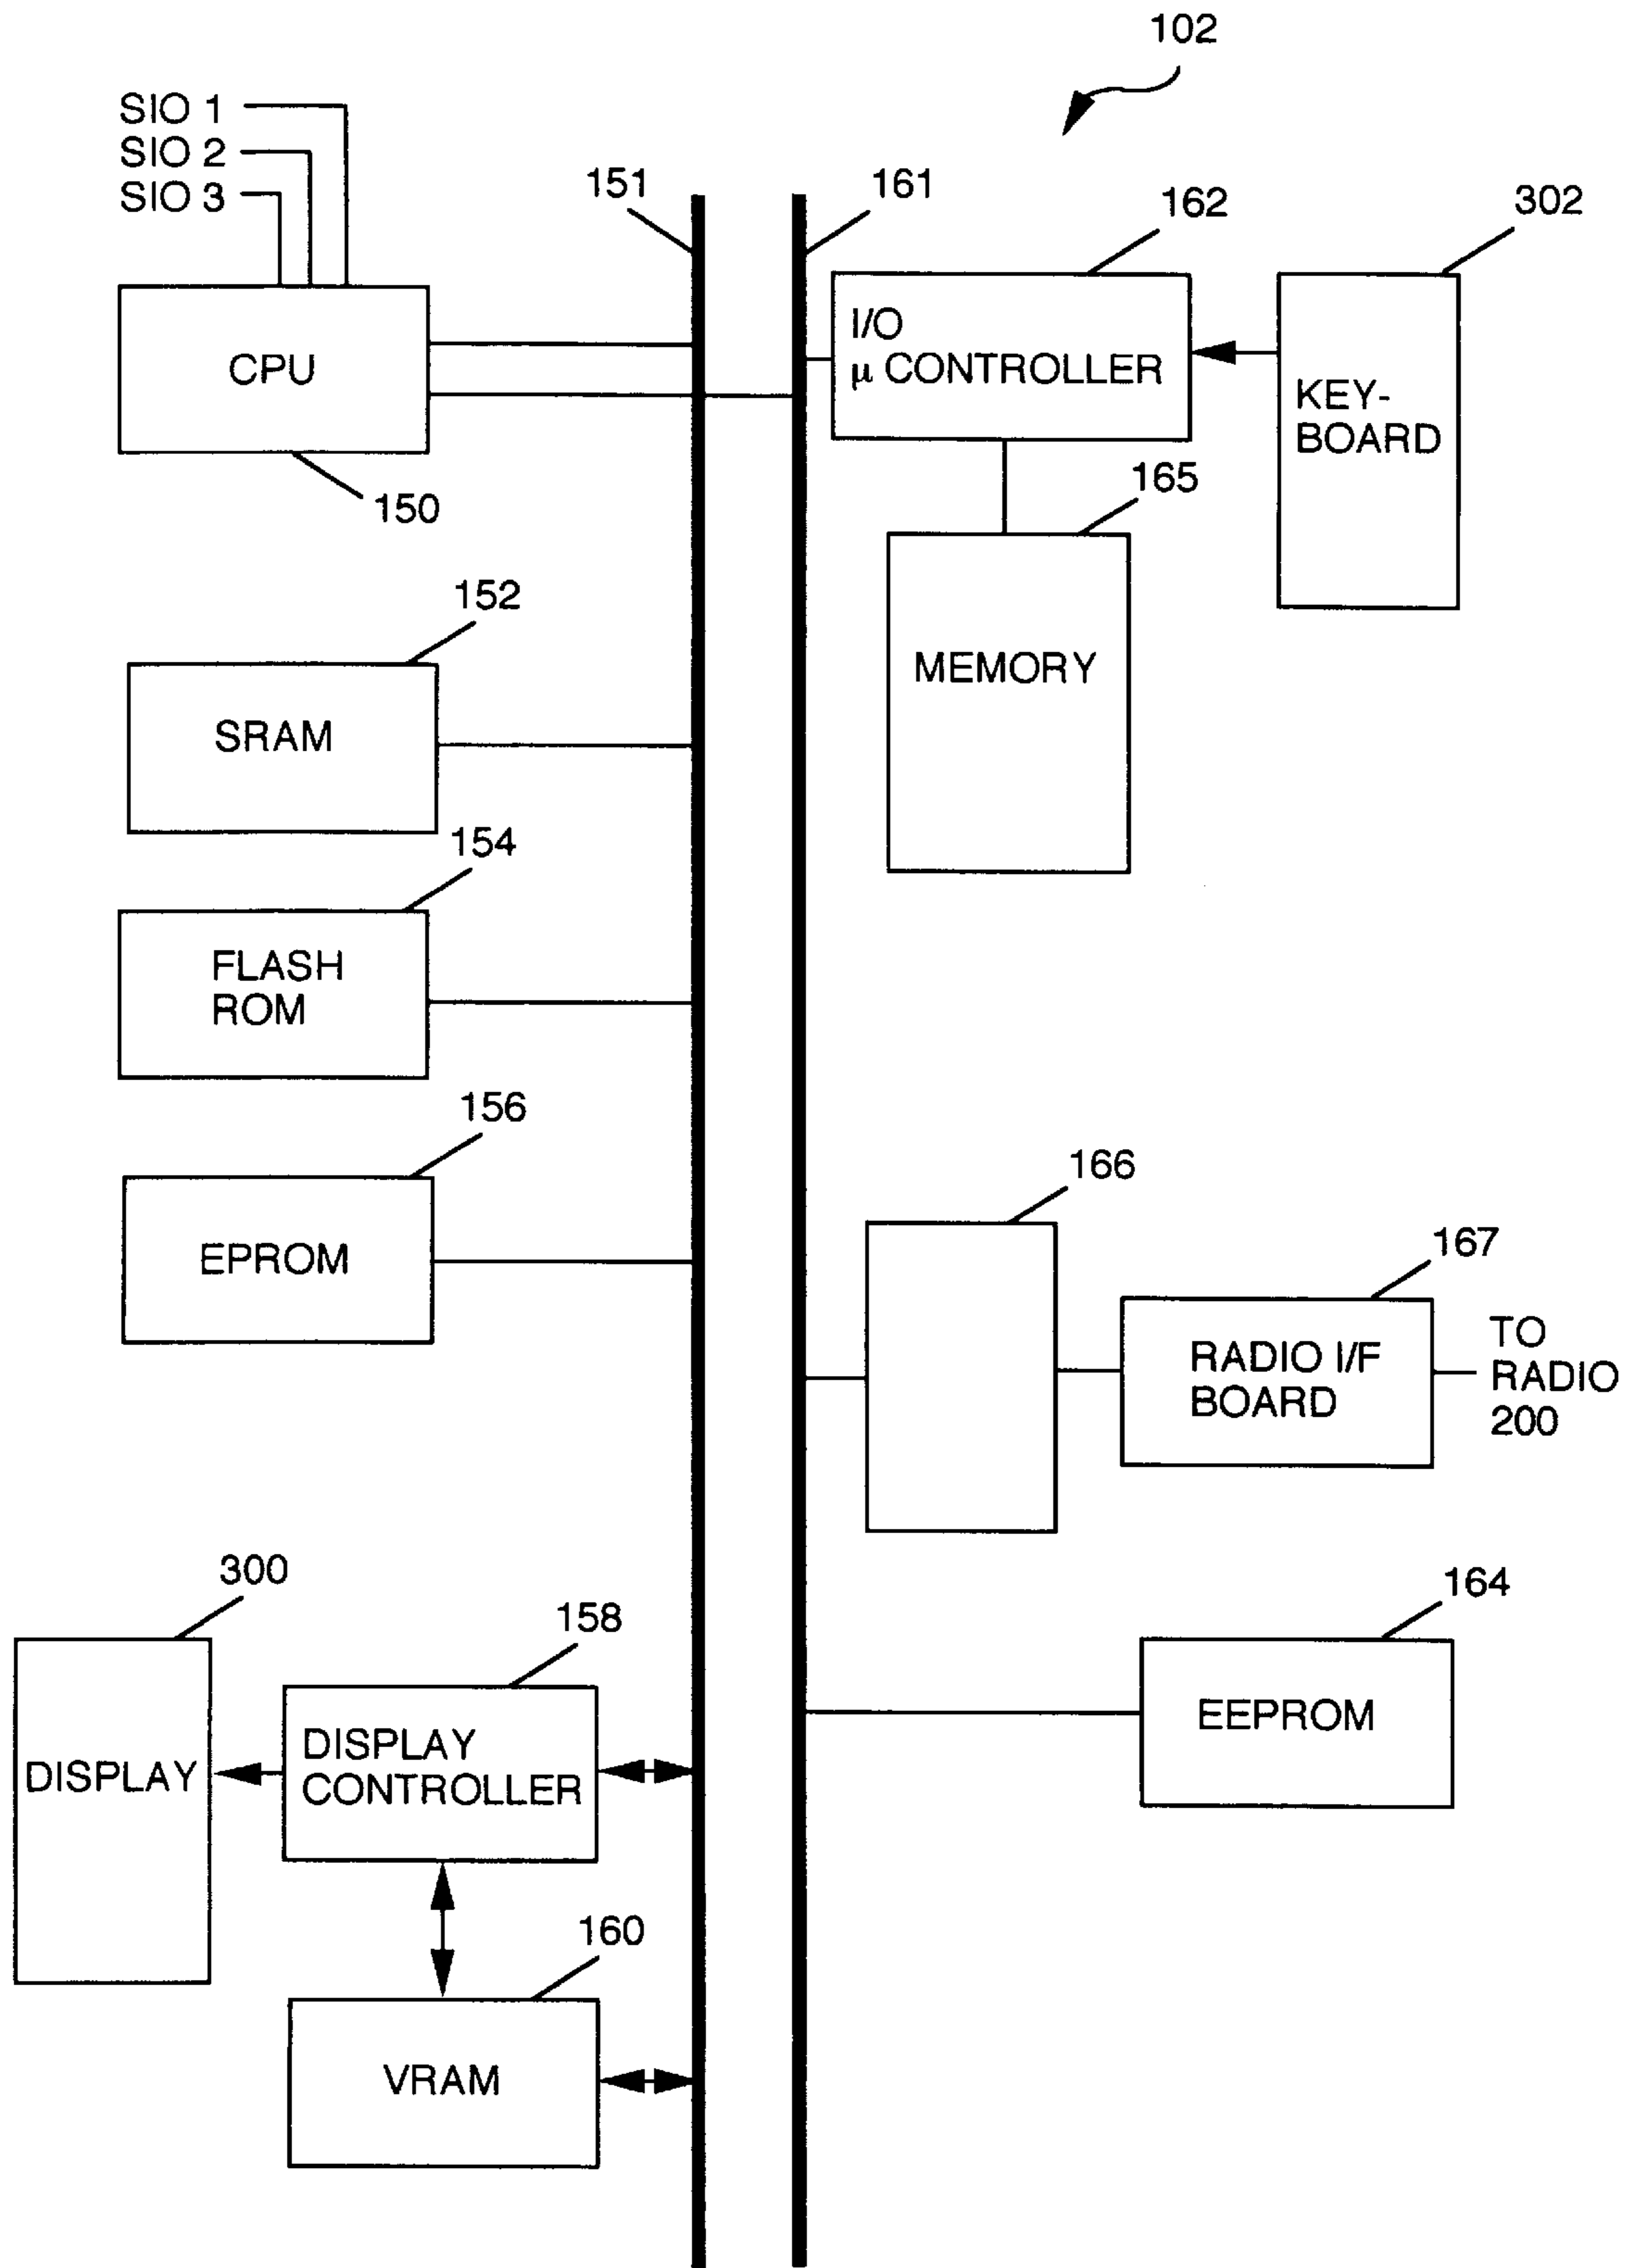 102
SIO 1
SIO 2
SIO 3
151
161
162
302
CPU
I/O
μ CONTROLLER
KEY-
BOARD
150
165
152
MEMORY
SRAM
154
FLASH
ROM
156
166
EPROM
167
RADIO I/F
BOARD
TO
RADIO
200
300
158
164
DISPLAY
DISPLAY
CONTROLLER
EEPROM
160
VRAM